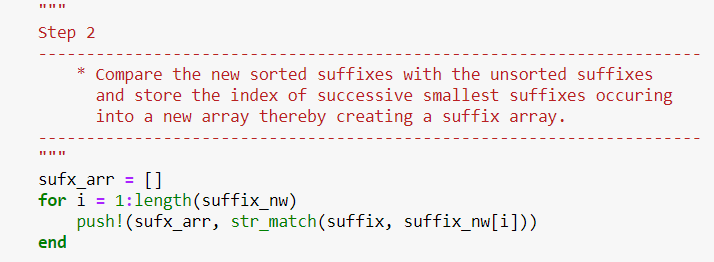 """
Step 2
----------------------------------------------------------------
* Compare the new sorted suffixes with the unsorted suffixes
and store the index of successive smallest suffixes occuring
into a new array thereby creating a suffix array.
----------------------------------------------------------------
"""
sufx_arr = []
for i = 1:length(suffix_nw)
push!(sufx_arr, str_match(suffix, suffix_nw[i]))
end